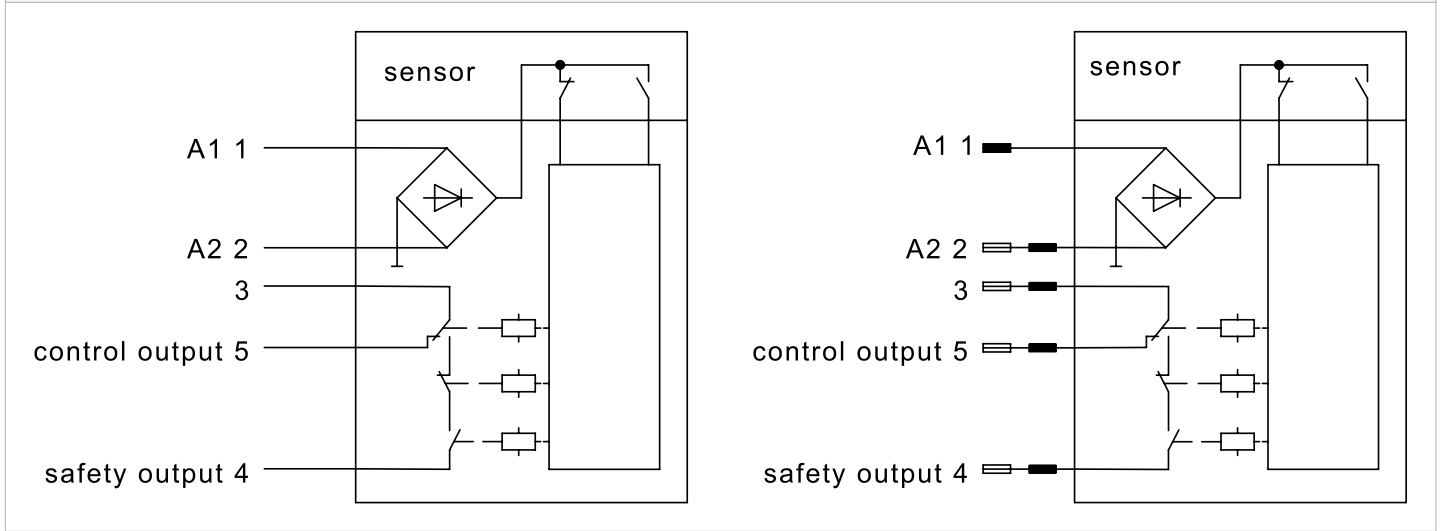 sensor
A1 1
A2 2
3
control output 5
safety output 4
sensor
A1 1
A2 2
3
control output 5
safety output 4